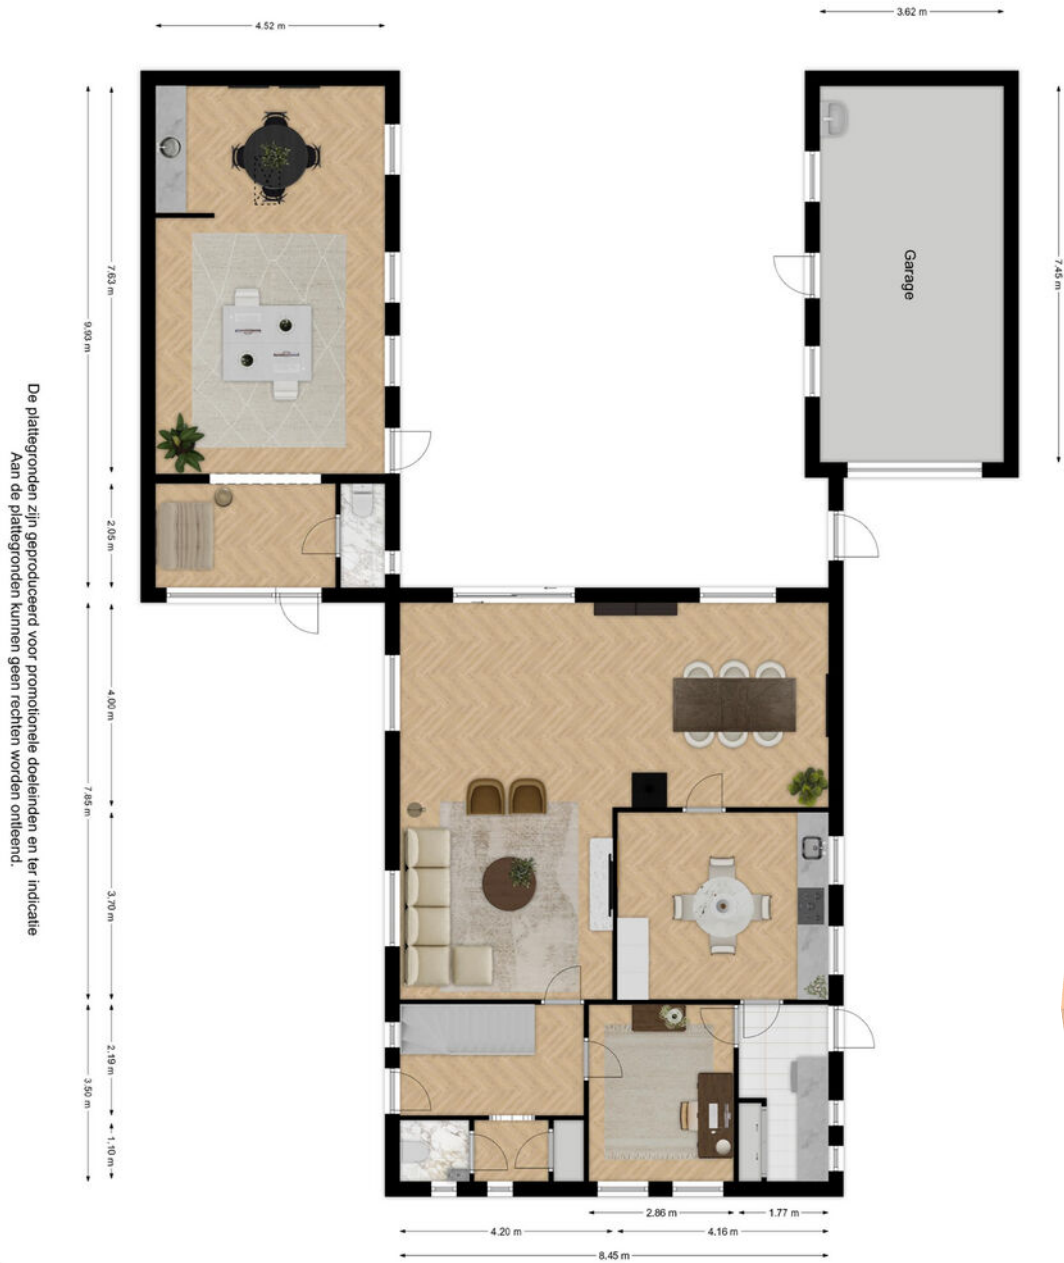 4.52 m
3.62 m
7.63 m
9.93 m
7.45 m
Garage
2.05 m
De plattegronden zijn geproduceerd voor promotionele doeleinden en ter indicatie
Aan de plattegronden kunnen geen rechten worden ontleend.
4.00 m
7.85 m
3.70 m
2.19 m
3.50 m
1.10 m
2.86 m
1.77 m
4.20 m
4.16 m
8.45 m